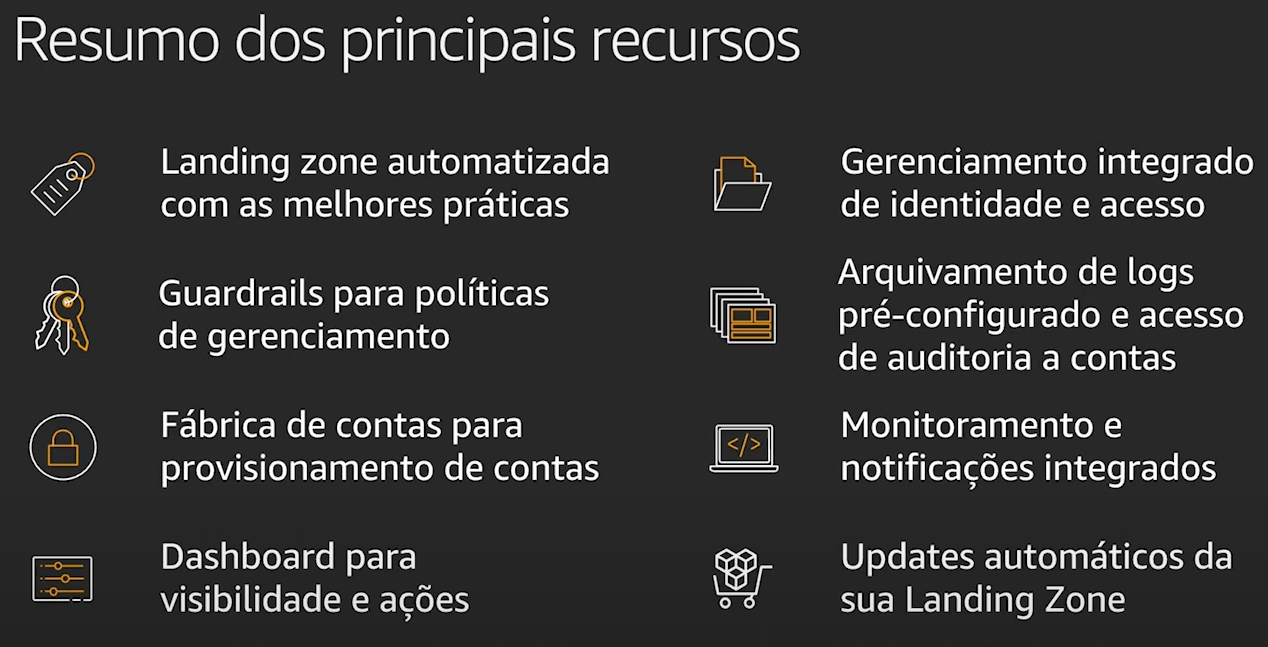 Resumo dos principais recursos
Landing zone automatizada
com as melhores práticas
Guardrails para políticas
de gerenciamento
Fábrica de contas para
provisionamento de contas
Dashboard para
visibilidade e ações
Gerenciamento integrado
de identidade e acesso
Arquivamento de logs
pré-configurado e acesso
de auditoria a contas
</>
Monitoramento e
notificações integrados
Updates automáticos da
sua Landing Zone